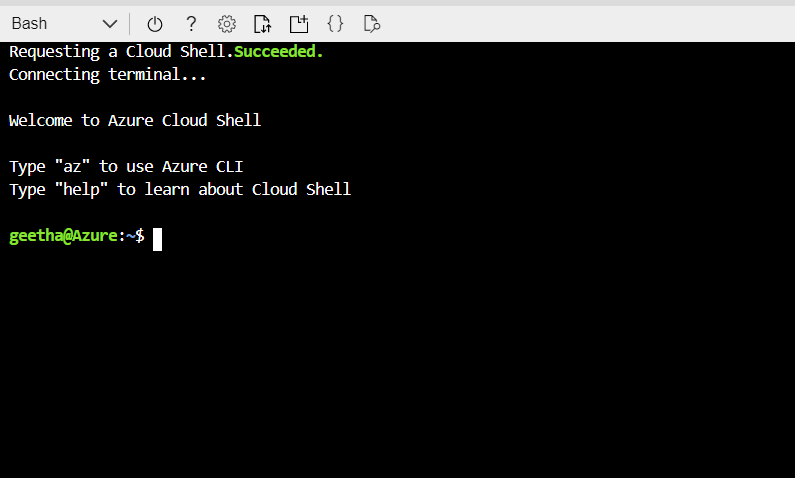 Bash
Requesting a Cloud Shell.Succeeded.
Connecting terminal...
Welcome to Azure Cloud Shell
Type "az" to use Azure CLI
Type "help" to learn about Cloud Shell
geetha@Azure:~$